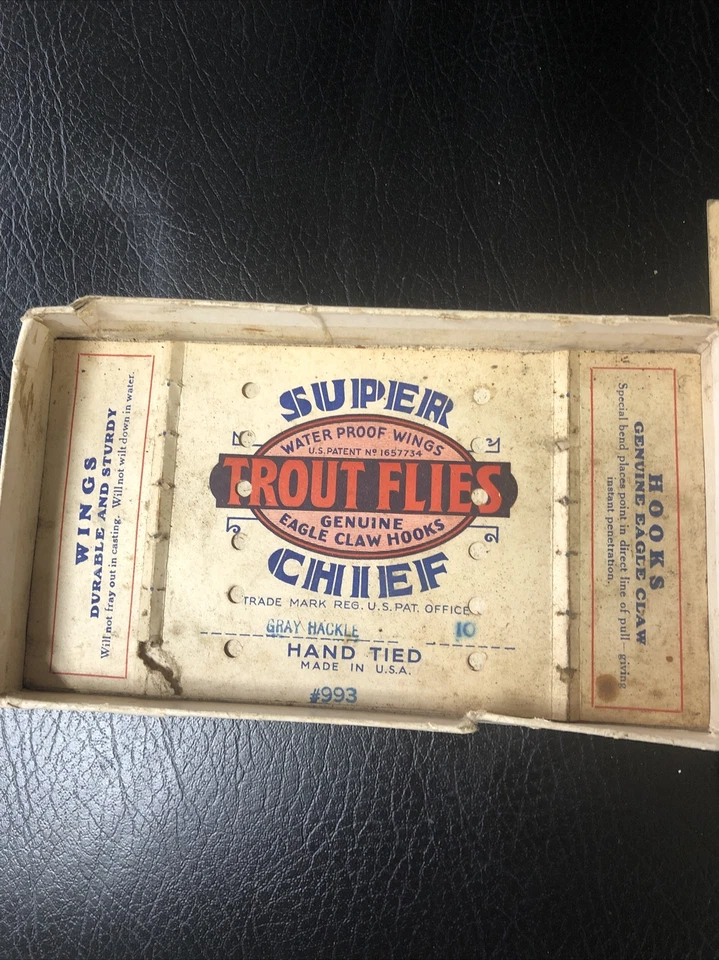 WINGS
DURABLE AND STURDY
Will not fray out in casting. Will not wilt down in water.
SUPER
WATER PROOF WINGS
U.S. PATENT Nº 1657734
TROUT FLIES
GENUINE
EAGLE CLAW HOOKS
CHIEF
TRADE MARK REG. U.S. PAT. OFFICE
GRAY HACKLE 10
HAND TIED
MADE IN U.S.A.
#993
HOOKS
GENUINE EAGLE CLAW
Special bend places point in direct line of pull giving
instant penetration.